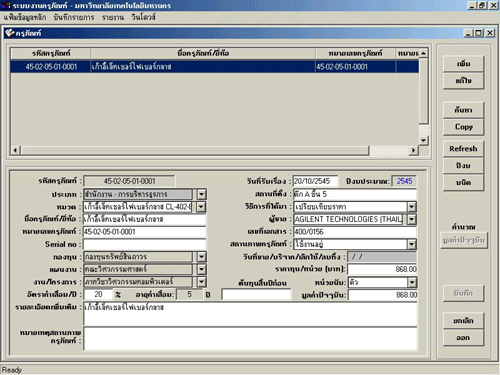 ระบบงานครุภัณฑ์ - มหาวิทยาลัยเทคโนโลยีมหานคร
แฟ้มข้อมูลหลัก บันทึกรายการ รายงาน วินโดวส์
ครุภัณฑ์
รหัสครุภัณฑ์ ชื่อครุภัณฑ์/ยี่ห้อ หมายเลขครุภัณฑ์ หมายเ
45-02-05-01-0001 เก้าอี้เล็คเชอร์ไฟเบอร์กลาส 45-02-05-01-0001
เพิ่ม
แก้ไข
ค้นหา
Copy
Refresh
ปีงบ
ชนิด
รหัสครุภัณฑ์ : 45-02-05-01-0001 วันที่รับเรื่อง : 20/10/2545 ปีงบประมาณ: 2545
ประเภท : สำนักงาน - การบริหารธุรการ สถานที่ตั้ง : ตึก A ชั้น 5
หมวด : เก้าอี้เล็คเชอร์ไฟเบอร์กลาส CL-402-E วิธีการที่ได้มา : เปรียบเทียบราคา
ชื่อครุภัณฑ์/ยี่ห้อ : เก้าอี้เล็คเชอร์ไฟเบอร์กลาส ผู้ขาย : AGILENT TECHNOLOGIES (THAIL
หมายเลขครุภัณฑ์ : 45-02-05-01-0001 เลขที่เอกสาร : 400/0156
Serial no : สถานภาพครุภัณฑ์ : ใช้งานอยู่
กองทุน : กองทุนทรัพย์สินถาวร วันที่ขาย/บริจาค/เลิกใช้/ลบทิ้ง : / /
แผนงาน : คณะวิศวกรรมศาสตร์ ราคาทุน/หน่วย (บาท): 868.00
งาน/โครงการ : ภาควิชาวิศวกรรมคอมพิวเตอร์ ต้นทุนสิ้นปีก่อน หน่วยนับ: ตัว
อัตราค่าเสื่อม/ปี : 20 % อายุค่าเสื่อม: 5 ปี มูลค่าปัจจุบัน: 868.00
รายละเอียดเพิ่มเติม : เก้าอี้เล็คเชอร์ไฟเบอร์กลาส
หมายเหตุสถานภาพ
ครุภัณฑ์ :
คำนวณ
มูลค่าปัจจุบัน
บันทึก
ยกเลิก
ออก
Ready